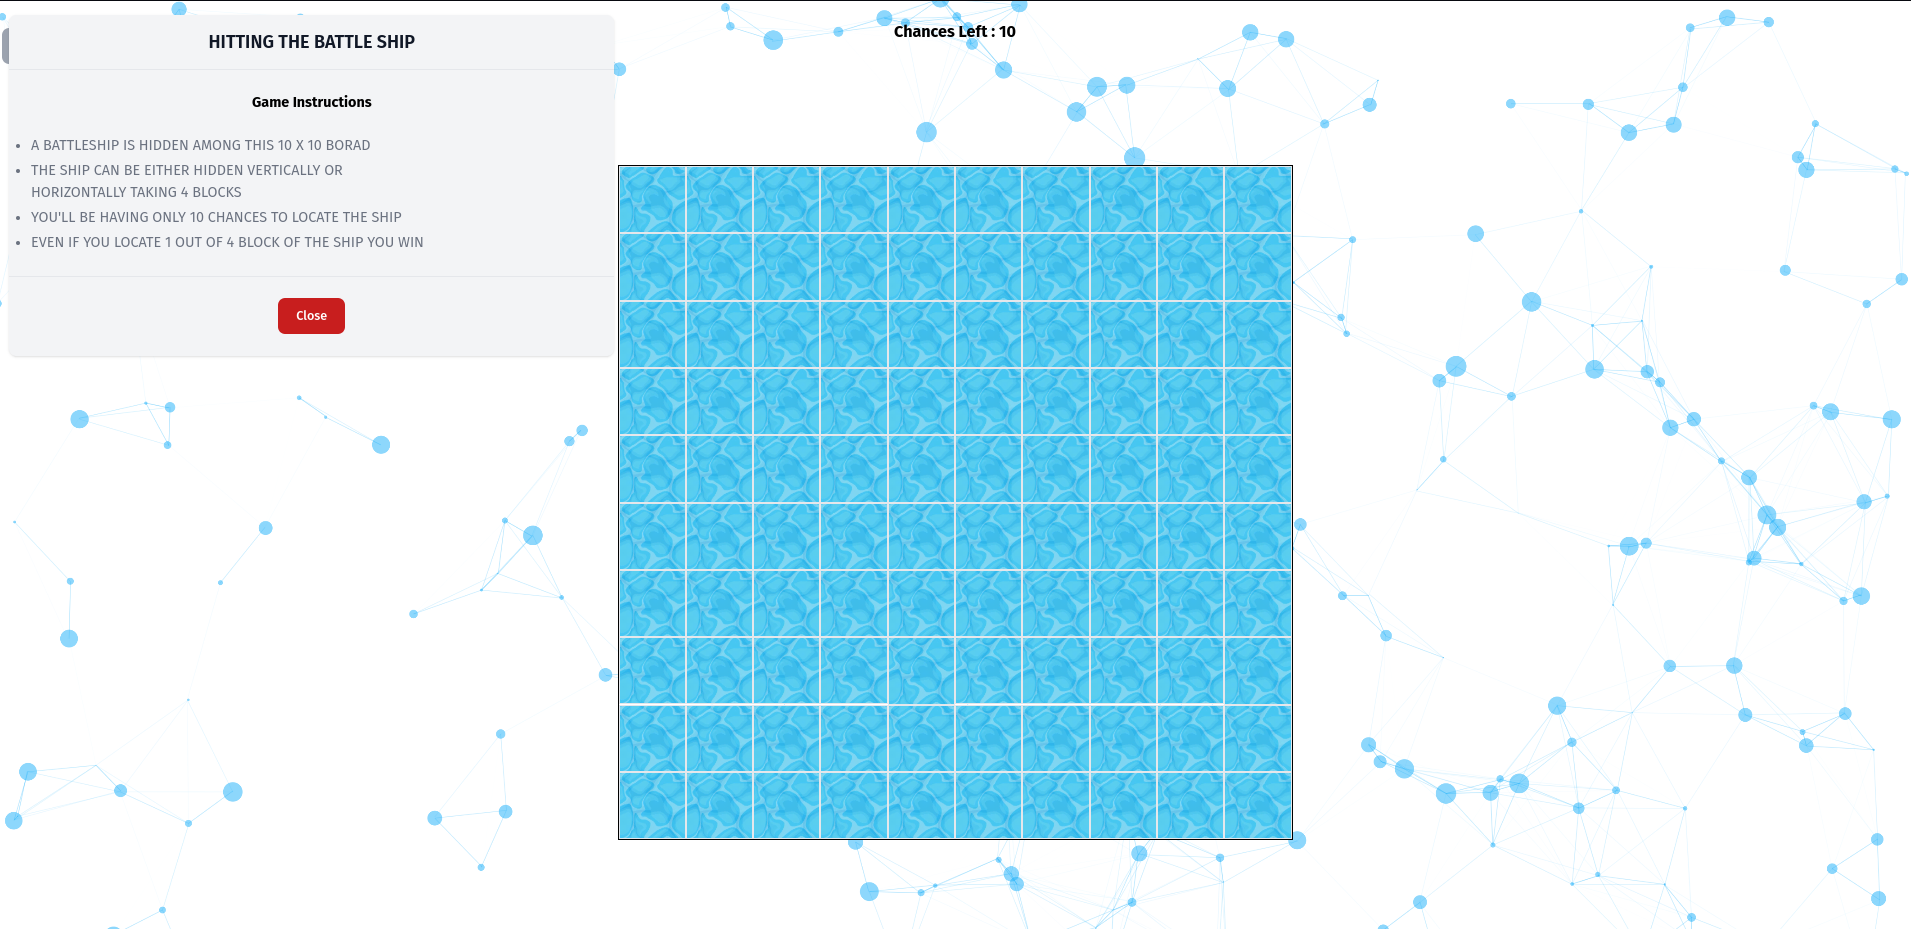 HITTING THE BATTLE SHIP
Chances Left : 10
Game Instructions
A BATTLESHIP IS HIDDEN AMONG THIS 10 X 10 BORAD
THE SHIP CAN BE EITHER HIDDEN VERTICALLY OR
HORIZONTALLY TAKING 4 BLOCKS
YOU'LL BE HAVING ONLY 10 CHANCES TO LOCATE THE SHIP
EVEN IF YOU LOCATE 1 OUT OF 4 BLOCK OF THE SHIP YOU WIN
Close